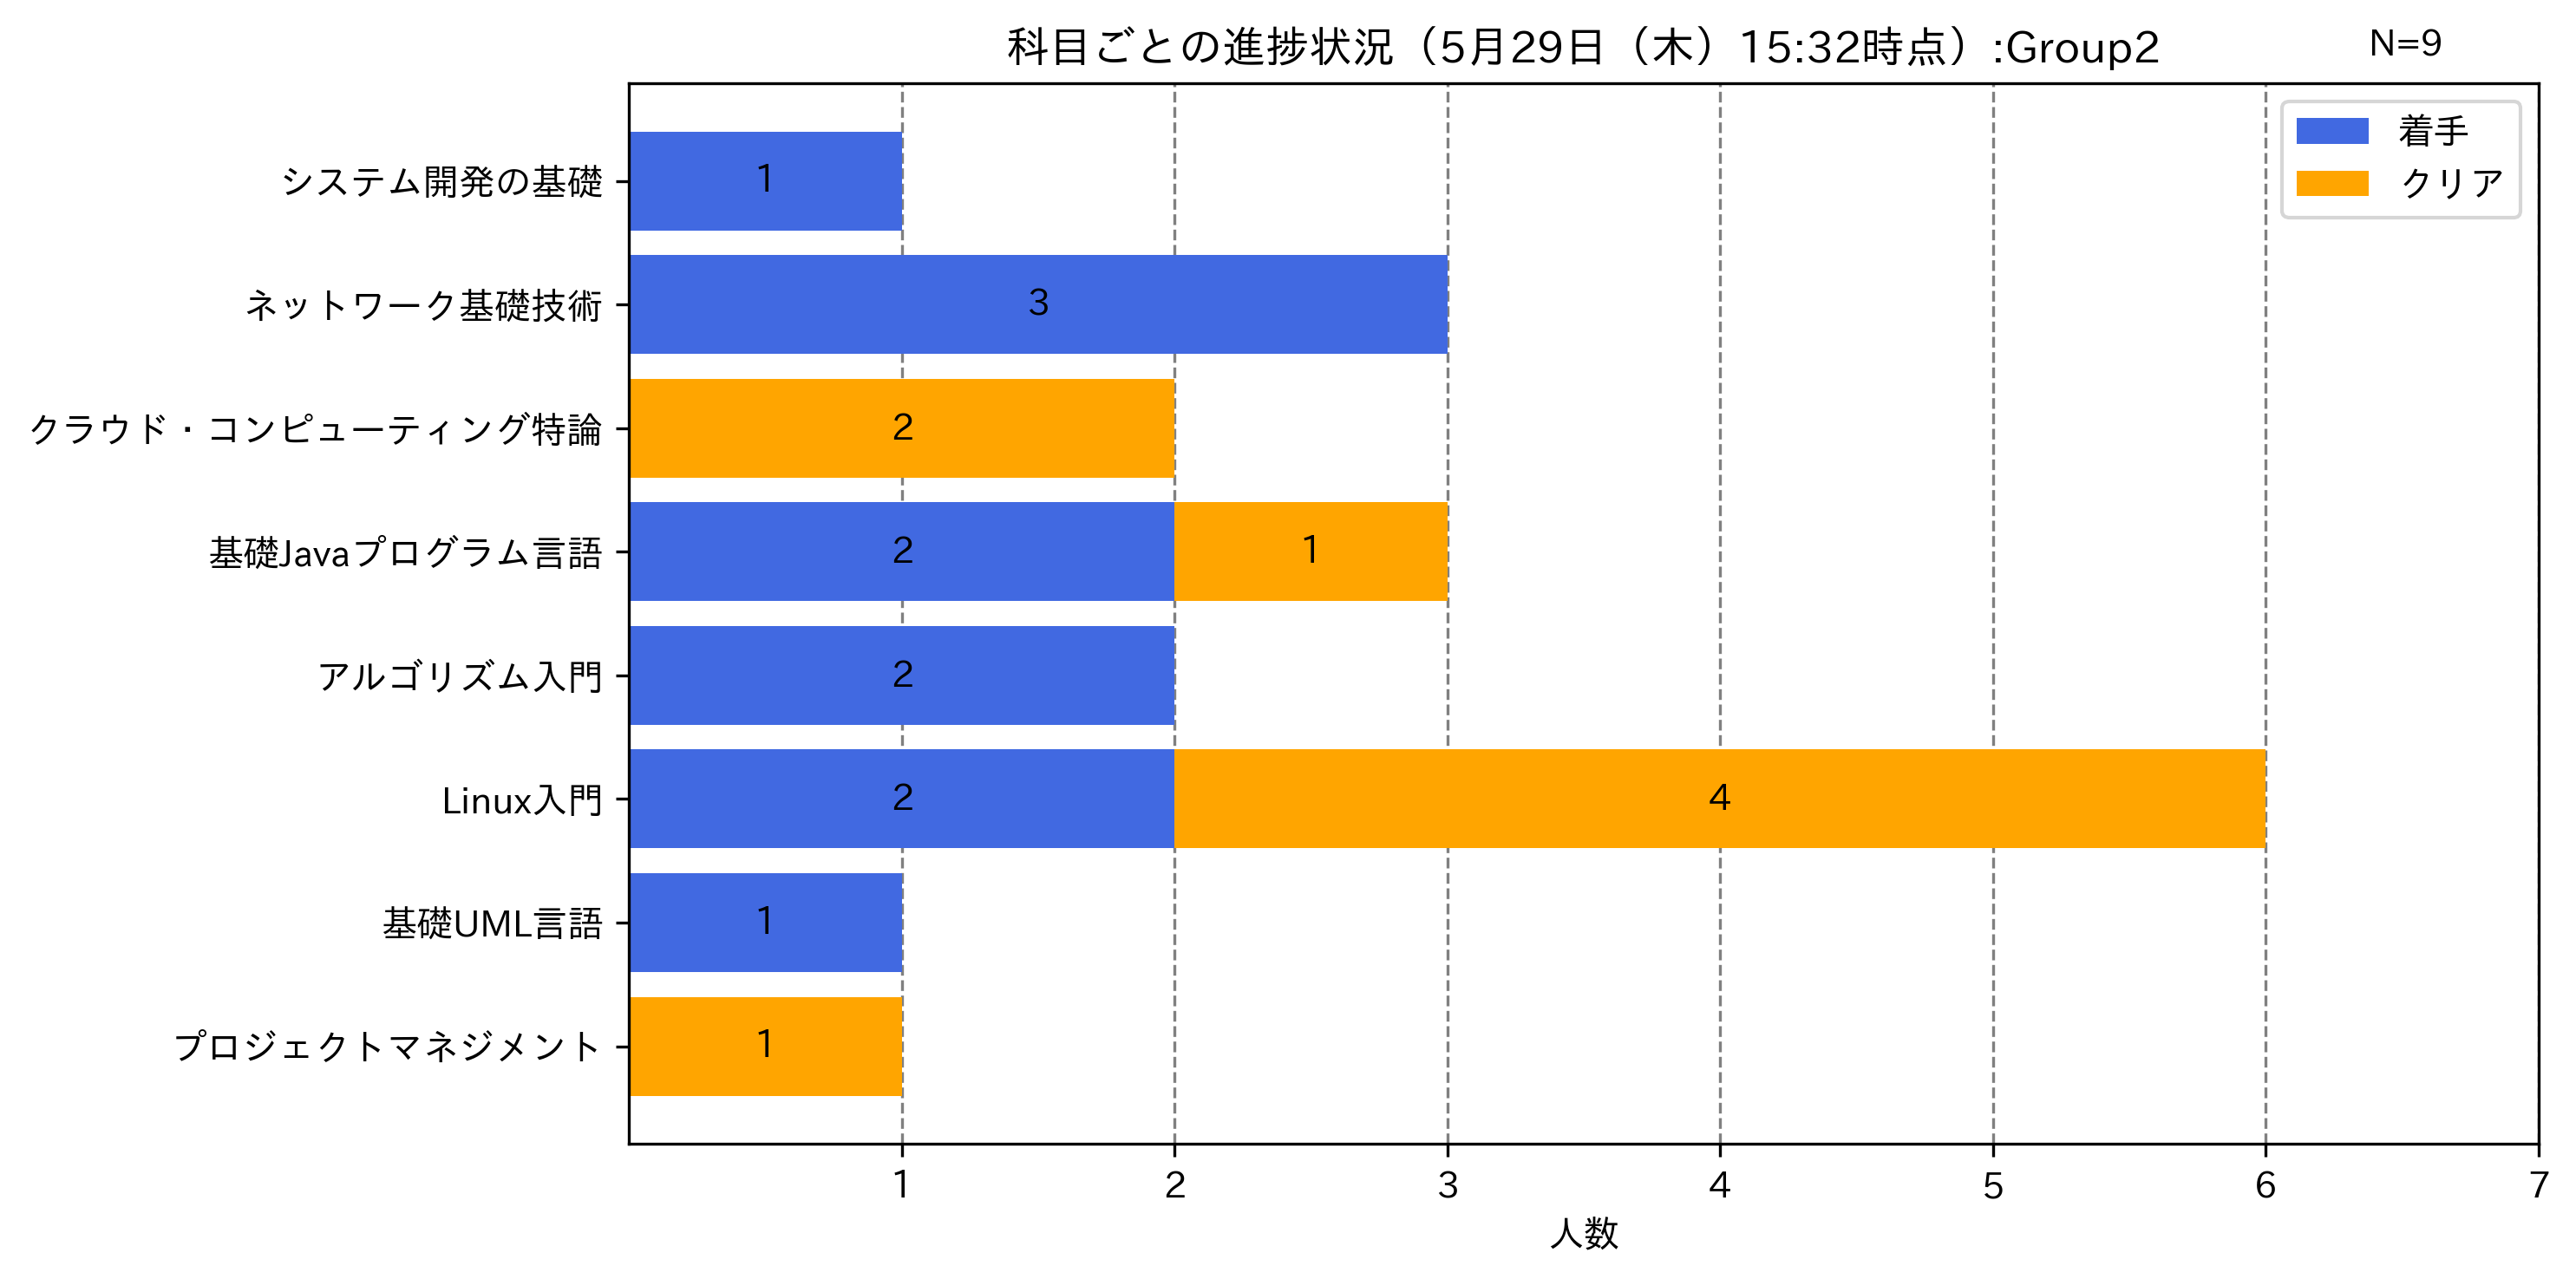 科目ごとの進捗状況（5月29日（木）15:32時点）:Group2
N=9
着手
クリア
システム開発の基礎
1
ネットワーク基礎技術
3
クラウド・コンピューティング特論
2
基礎Javaプログラム言語
2 1
アルゴリズム入門
2
Linux入門
2 4
基礎UML言語
1
プロジェクトマネジメント
1
1 2 3 4 5 6 7
人数